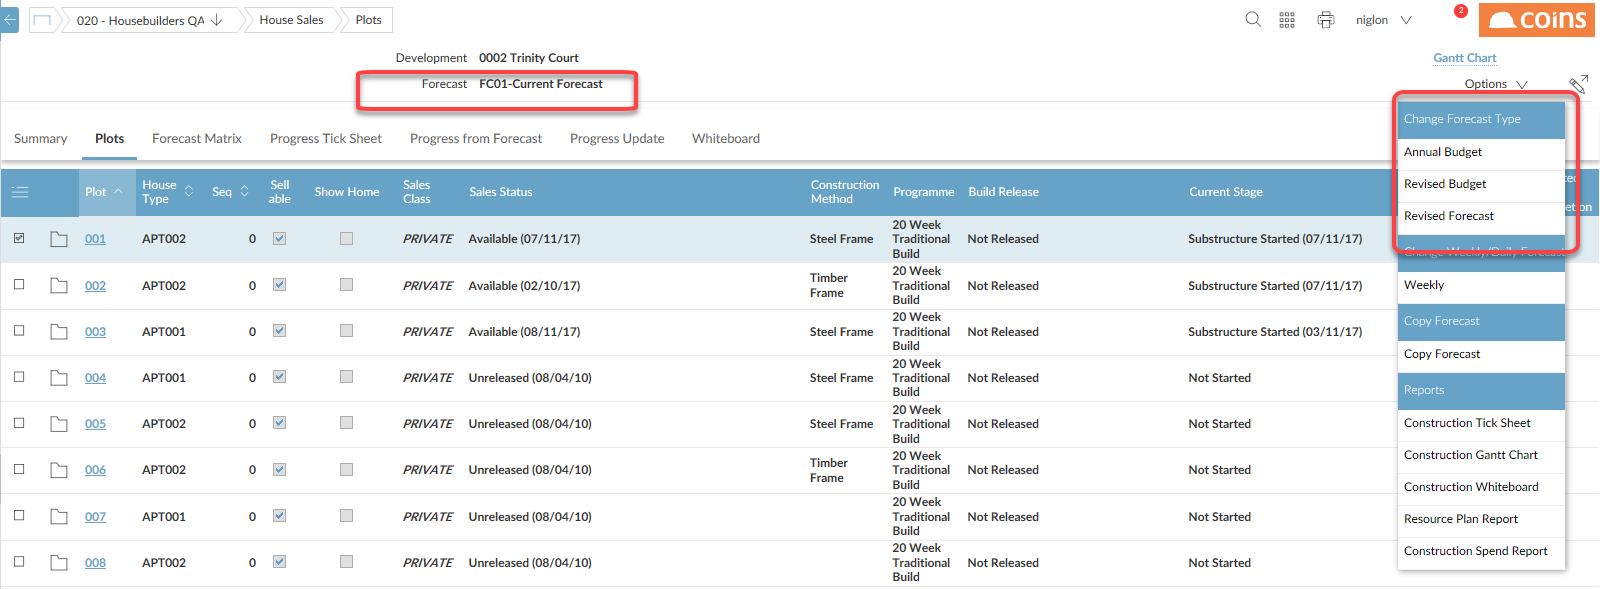 020 - Housebuilders QA
House Sales
Plots
niglon
2
coins
Development 0002 Trinity Court
Gantt Chart
Forecast FC01-Current Forecast
Options
Summary Plots Forecast Matrix Progress Tick Sheet Progress from Forecast Progress Update Whiteboard
Plot House Type Seq Sell able Show Home Sales Class Sales Status Construction Method Programme Build Release Current Stage
001 APT002 0 PRIVATE Available (07/11/17) Steel Frame 20 Week Traditional Build Not Released Substructure Started (07/11/17)
002 APT002 0 PRIVATE Available (02/10/17) Timber Frame 20 Week Traditional Build Not Released Substructure Started (07/11/17)
003 APT001 0 PRIVATE Available (08/11/17) Steel Frame 20 Week Traditional Build Not Released Substructure Started (03/11/17)
004 APT001 0 PRIVATE Unreleased (08/04/10) Steel Frame 20 Week Traditional Build Not Released Not Started
005 APT002 0 PRIVATE Unreleased (08/04/10) Steel Frame 20 Week Traditional Build Not Released Not Started
006 APT002 0 PRIVATE Unreleased (08/04/10) Timber Frame 20 Week Traditional Build Not Released Not Started
007 APT001 0 PRIVATE Unreleased (08/04/10) 20 Week Traditional Build Not Released Not Started
008 APT002 0 PRIVATE Unreleased (08/04/10) 20 Week Traditional Build Not Released Not Started
Change Forecast Type
Annual Budget
Revised Budget
Revised Forecast
Change Weekly/Daily Forecast
Weekly
Copy Forecast
Copy Forecast
Reports
Construction Tick Sheet
Construction Gantt Chart
Construction Whiteboard
Resource Plan Report
Construction Spend Report